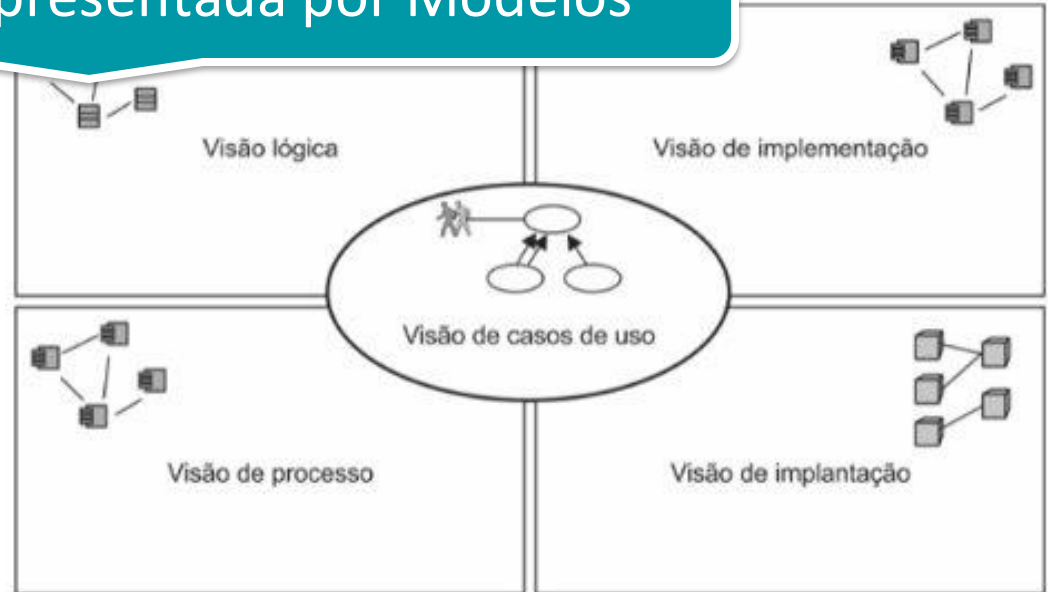 presentada por Modelos
Visão lógica
Visão de implementação
Visão de casos de uso
Visão de processo
Visão de implantação